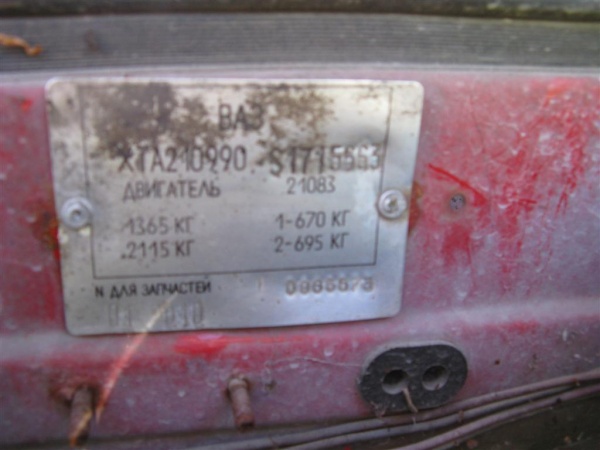 ВАЗ
XTA210990 S1715563
ДВИГАТЕЛЬ 21083
1365 КГ 1-670 КГ
2115 КГ 2-695 КГ
N ДЛЯ ЗАПЧАСТЕЙ